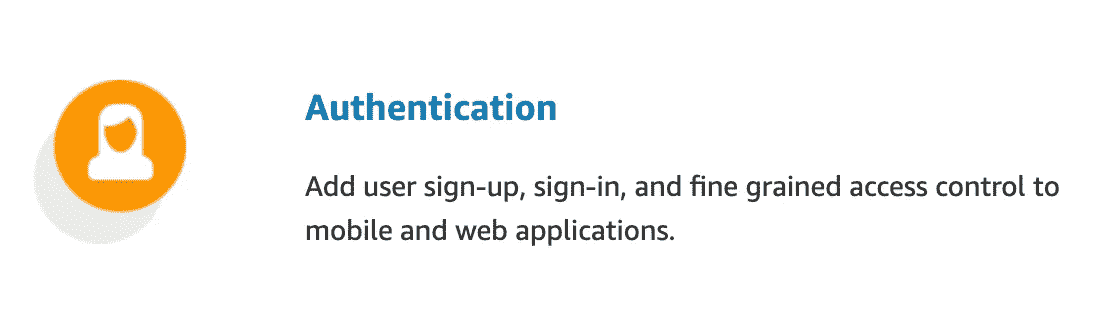 Authentication
Add user sign-up, sign-in, and fine grained access control to
mobile and web applications.